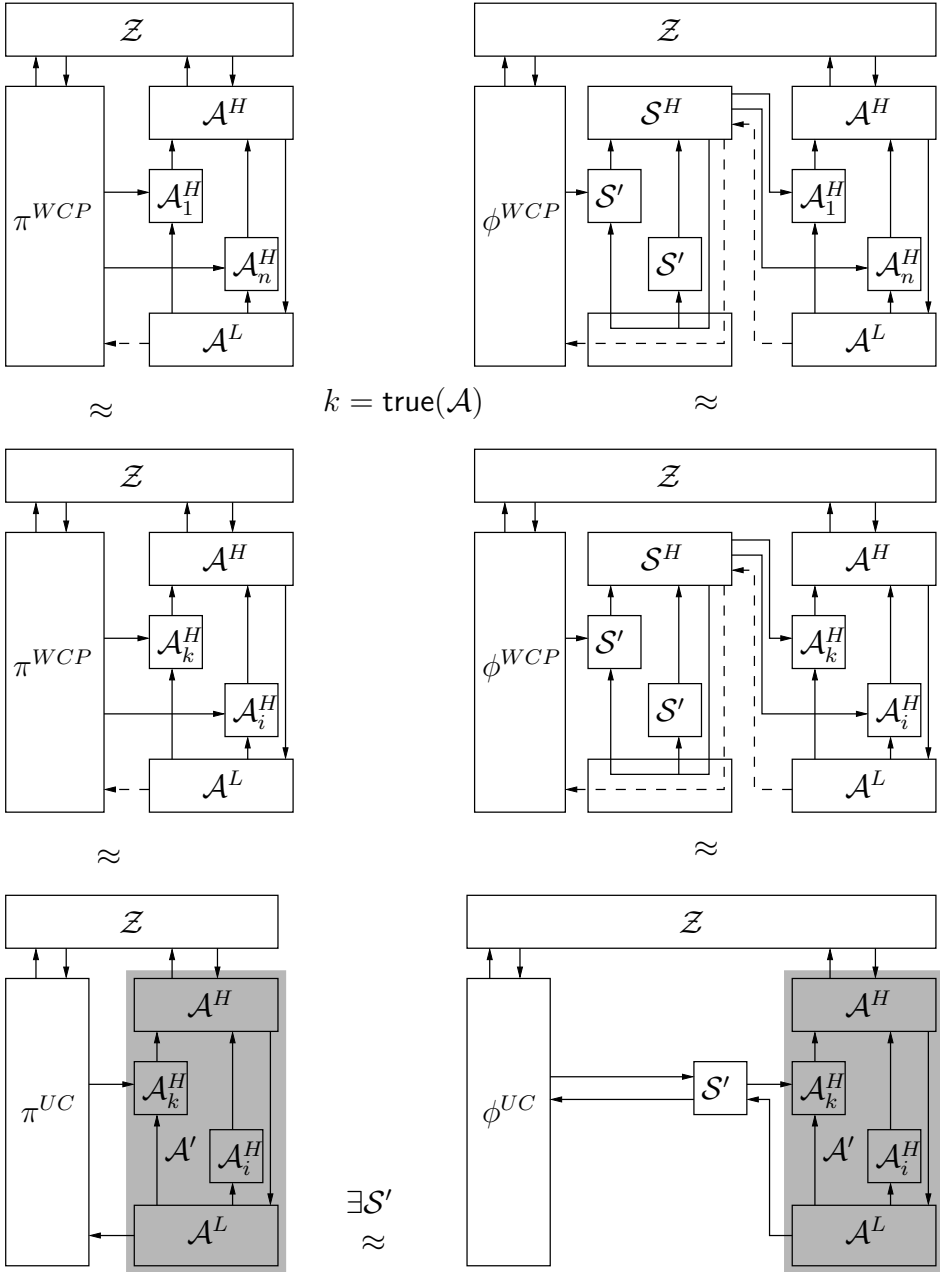 𝒵 𝒵
𝒜^H 𝒮^H 𝒜^H
𝒜_1^H 𝒮′ 𝒜_1^H
π^{WCP} φ^{WCP}
𝒜_n^H 𝒮′ 𝒜_n^H
𝒜^L 𝒜^L
≈ k = true(𝒜) ≈
𝒵 𝒵
𝒜^H 𝒮^H 𝒜^H
𝒜_k^H 𝒮′ 𝒜_k^H
π^{WCP} φ^{WCP}
𝒜_i^H 𝒮′ 𝒜_i^H
𝒜^L 𝒜^L
≈ ≈
𝒵 𝒵
𝒜^H 𝒜^H
𝒜_k^H 𝒮′ 𝒜_k^H
π^{UC} φ^{UC}
𝒜′ 𝒜_i^H 𝒜′ 𝒜_i^H
∃𝒮′
𝒜^L 𝒜^L
≈